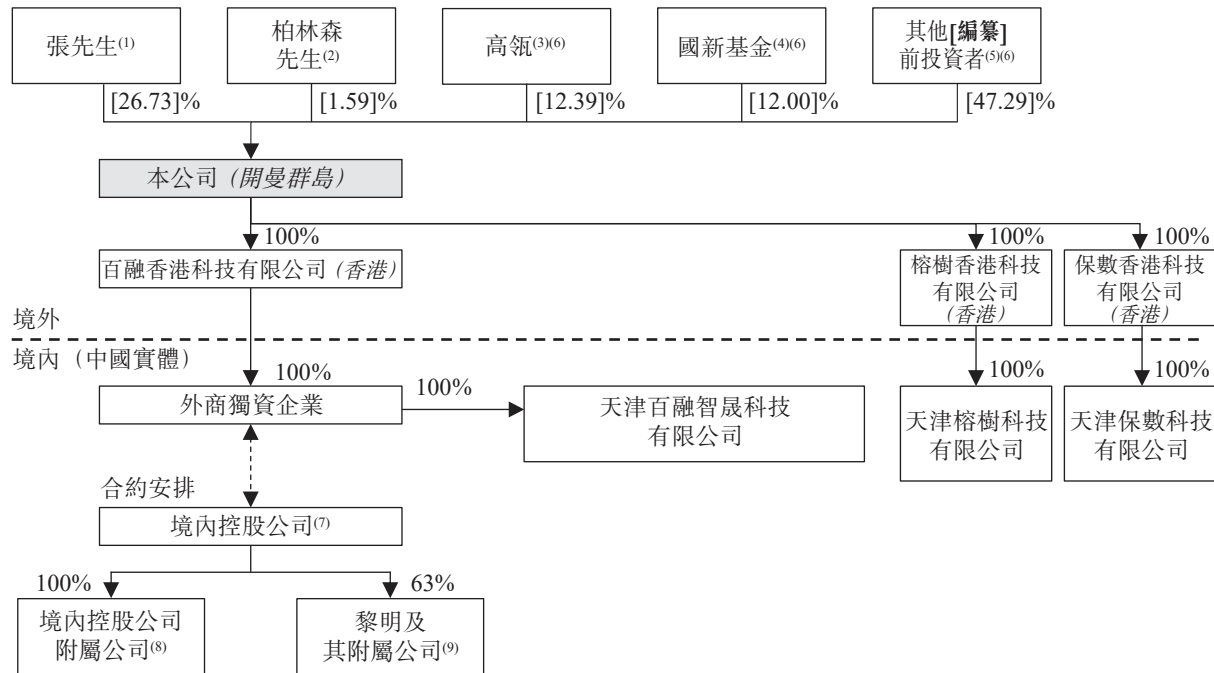 張先生(1)
柏林森
先生(2)
高瓴(3)(6)
國新基金(4)(6)
其他[編纂]
前投資者(5)(6)
[26.73]%
[1.59]%
[12.39]%
[12.00]%
[47.29]%
本公司（開曼群島）
100%
100%
100%
百融香港科技有限公司（香港）
榕樹香港科技
有限公司
（香港）
保數香港科技
有限公司
（香港）
境外
境內（中國實體）
100%
100%
100%
100%
外商獨資企業
天津百融智晟科技
有限公司
天津榕樹科技
有限公司
天津保數科技
有限公司
合約安排
境內控股公司(7)
100%
63%
境內控股公司
附屬公司(8)
黎明及
其附屬公司(9)